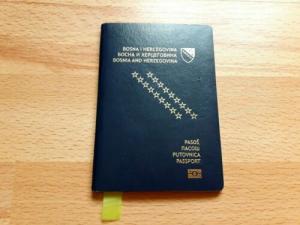 BOSNA I HERCEGOVINA
БОСНА И ХЕРЦЕГОВИНА
BOSNIA AND HERZEGOVINA
PASOŠ
ПАСОШ
PUTOVNICA
PASSPORT